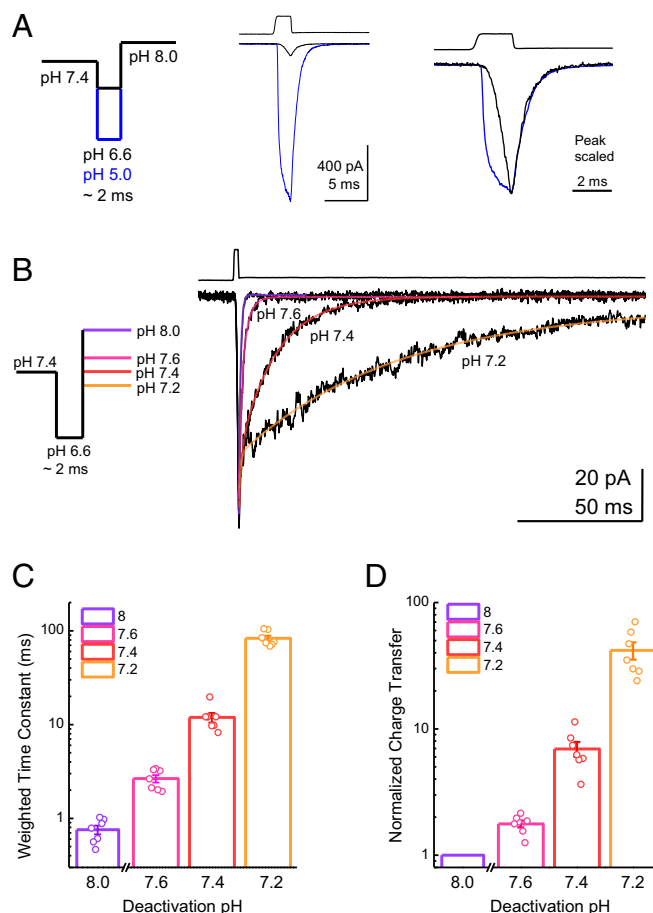 A
pH 7.4
pH 8.0
pH 6.6
pH 5.0
~ 2 ms
400 pA
5 ms
Peak
scaled
2 ms
B
pH 7.4
pH 8.0
pH 7.6
pH 7.4
pH 7.2
pH 6.6
~ 2 ms
pH 7.6
pH 7.4
pH 7.2
20 pA
50 ms
C
Weighted Time Constant (ms)
100
10
1
8
7.6
7.4
7.2
8.0
7.6
7.4
7.2
Deactivation pH
D
Normalized Charge Transfer
100
10
1
8
7.6
7.4
7.2
8.0
7.6
7.4
7.2
Deactivation pH